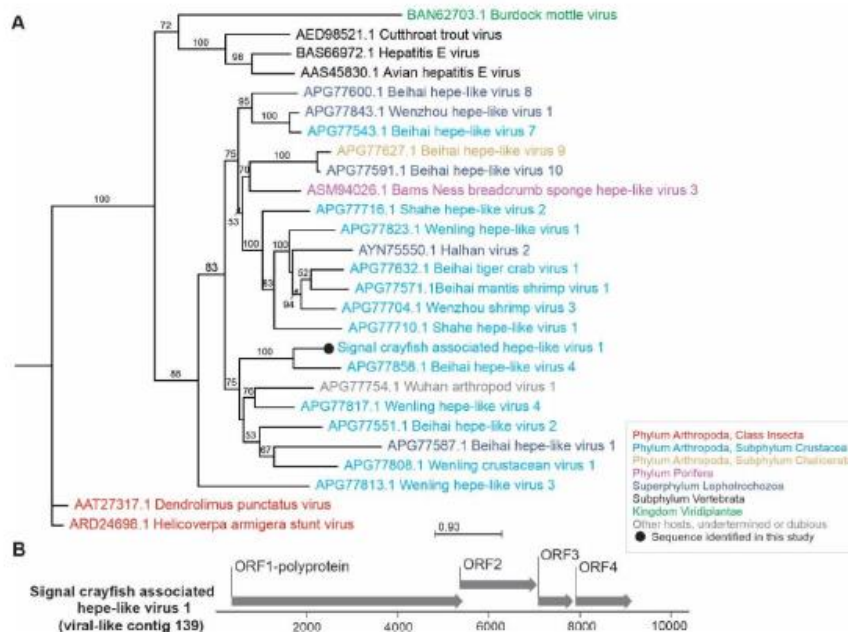 A
72
BAN62703.1 Burdock mottle virus
AED98521.1 Cutthroat trout virus
100
BAS66972.1 Hepatitis E virus
98
AAS45830.1 Avian hepatitis E virus
APG77600.1 Beihai hepe-like virus 8
95
APG77843.1 Wenzhou hepe-like virus 1
100
APG77543.1 Beihai hepe-like virus 7
75
APG77627.1 Beihai hepe-like virus 9
100
70
APG77591.1 Beihai hepe-like virus 10
ASM94026.1 Barns Ness breadcrumb sponge hepe-like virus 3
100
53
APG77716.1 Shahe hepe-like virus 2
APG77823.1 Wenling hepe-like virus 1
100
100
AYN75550.1 Halhan virus 2
83
52
APG77632.1 Beihai tiger crab virus 1
63
APG77571.1Beihai mantis shrimp virus 1
94
APG77704.1 Wenzhou shrimp virus 3
APG77710.1 Shahe hepe-like virus 1
Signal crayfish associated hepe-like virus 1
100
APG77858.1 Beihai hepe-like virus 4
88
75
76
APG77754.1 Wuhan arthropod virus 1
APG77817.1 Wenling hepe-like virus 4
APG77551.1 Beihai hepe-like virus 2
53
APG77587.1 Beihai hepe-like virus 1
67
APG77808.1 Wenling crustacean virus 1
APG77813.1 Wenling hepe-like virus 3
AAT27317.1 Dendrolimus punctatus virus
ARD24698.1 Helicoverpa armigera stunt virus
0.93
Phylum Arthropoda, Class Insecta
Phylum Arthropoda, Subphylum Crustacea
Phylum Arthropoda, Subphylum Chelicerata
Phylum Porifera
Superphylum Lophotrochozoa
Subphylum Vertebrata
Kingdom Viridiplantae
Other hosts, undertermined or dubious
Sequence identified in this study
B
ORF1-polyprotein
ORF2
ORF3
ORF4
Signal crayfish associated
hepe-like virus 1
(viral-like contig 139)
2000
4000
6000
8000
10400